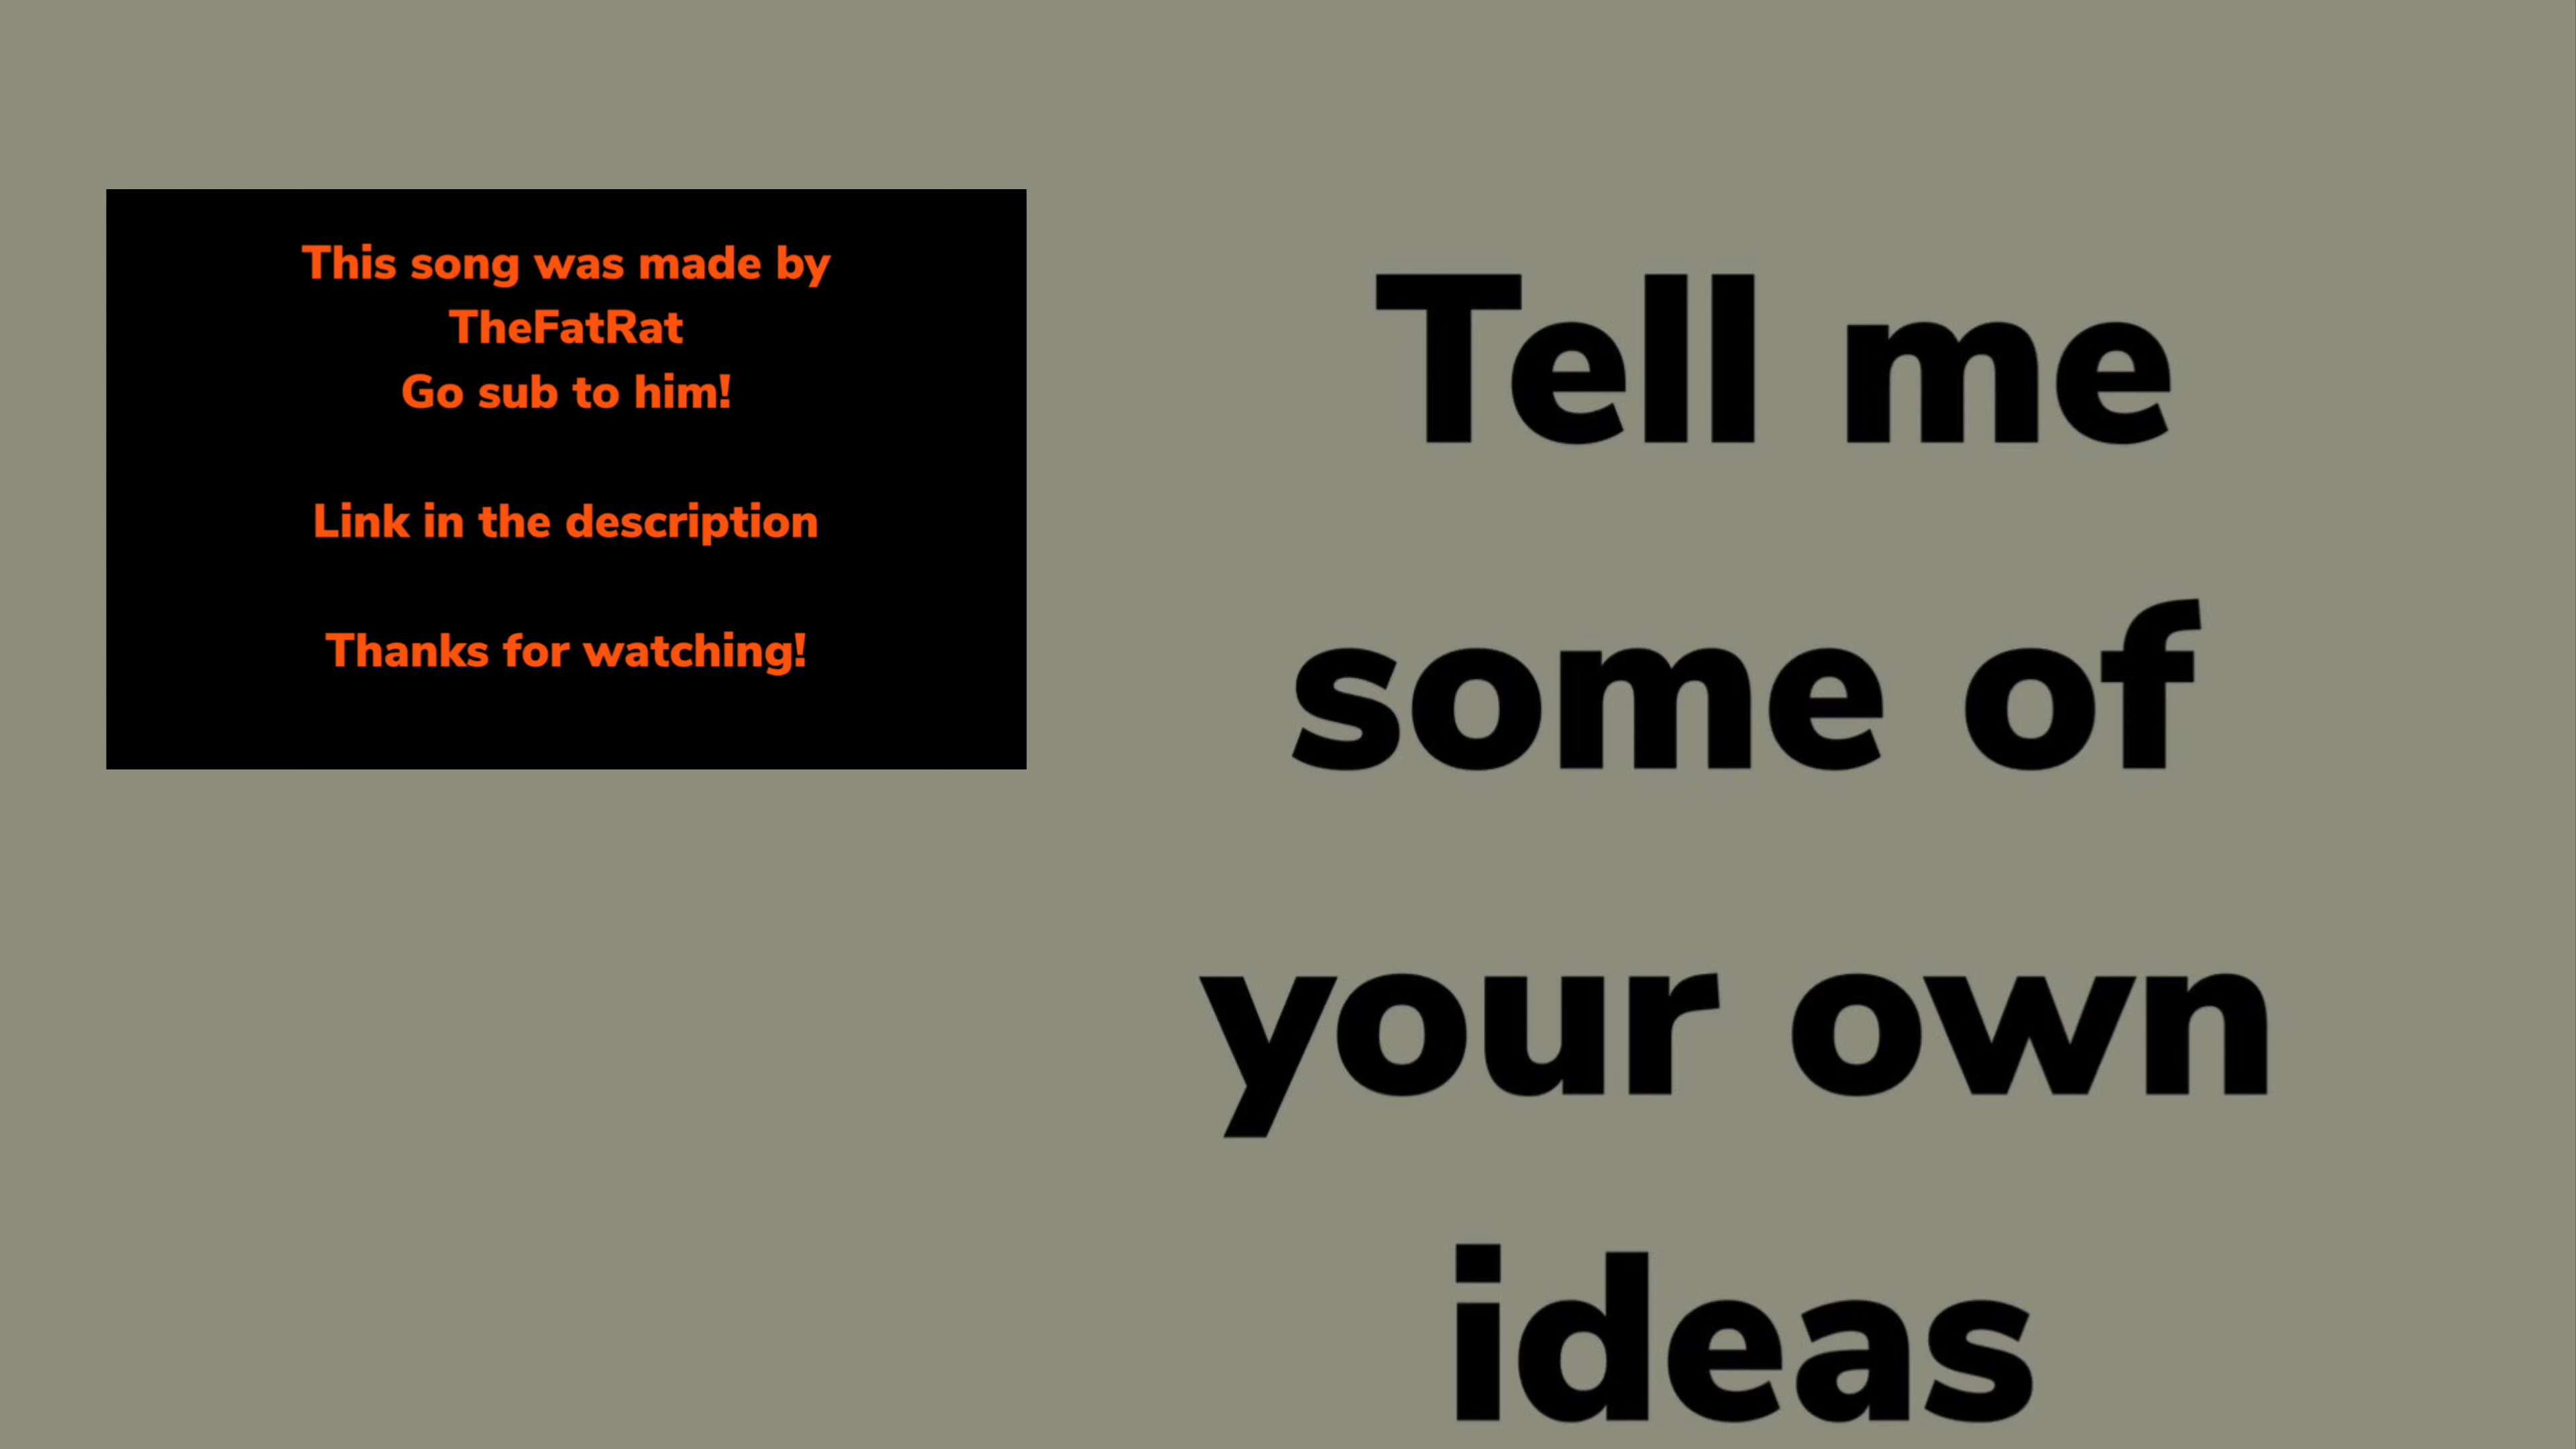 This song was made by
TheFatRat
Go sub to him!
Link in the description
Thanks for watching!
Tell me
some of
your own
ideas